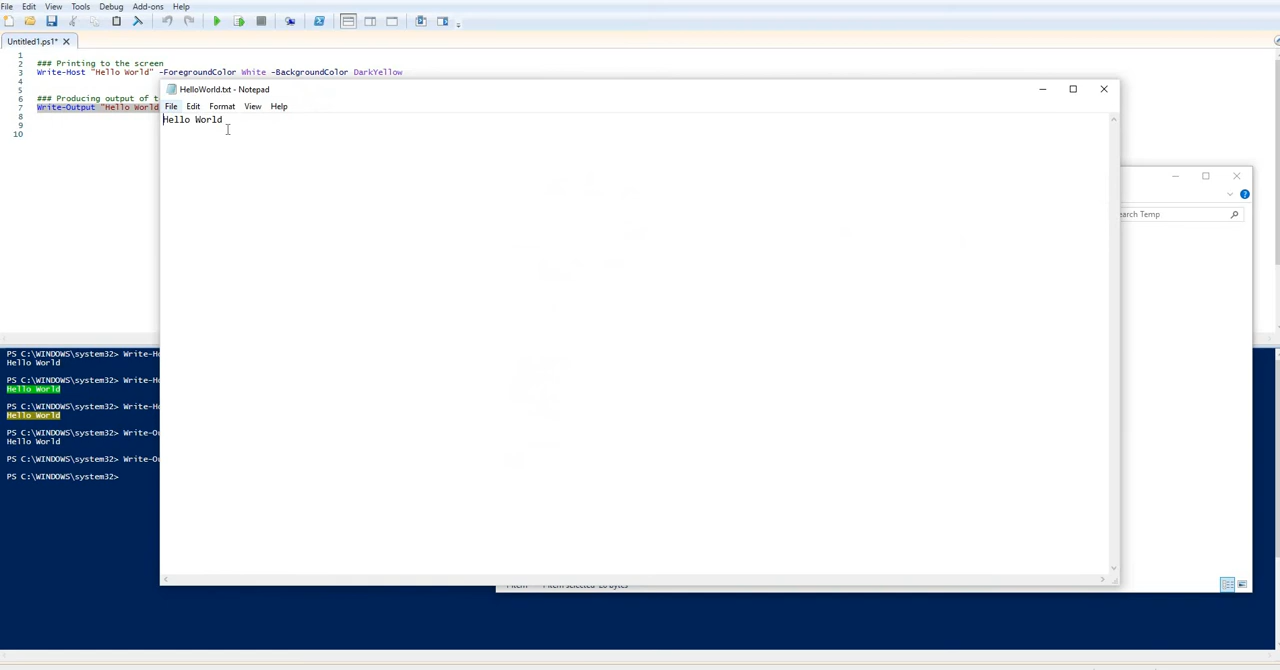 File Edit View Tools Debug Add-ons Help
Untitled1.ps1*
1
2 ### Printing to the screen
3 Write-Host "Hello World" -ForegroundColor White -BackgroundColor DarkYellow
4
5
6 ### Producing output of
7 Write-Output "Hello World
8
9
10
HelloWorld.txt - Notepad
File Edit Format View Help
Hello World
Search Temp
PS C:\WINDOWS\system32> Write-Ho
Hello World
PS C:\WINDOWS\system32> Write-Ho
Hello World
PS C:\WINDOWS\system32> Write-Ho
Hello World
PS C:\WINDOWS\system32> Write-Ou
Hello World
PS C:\WINDOWS\system32> Write-Ou
PS C:\WINDOWS\system32>